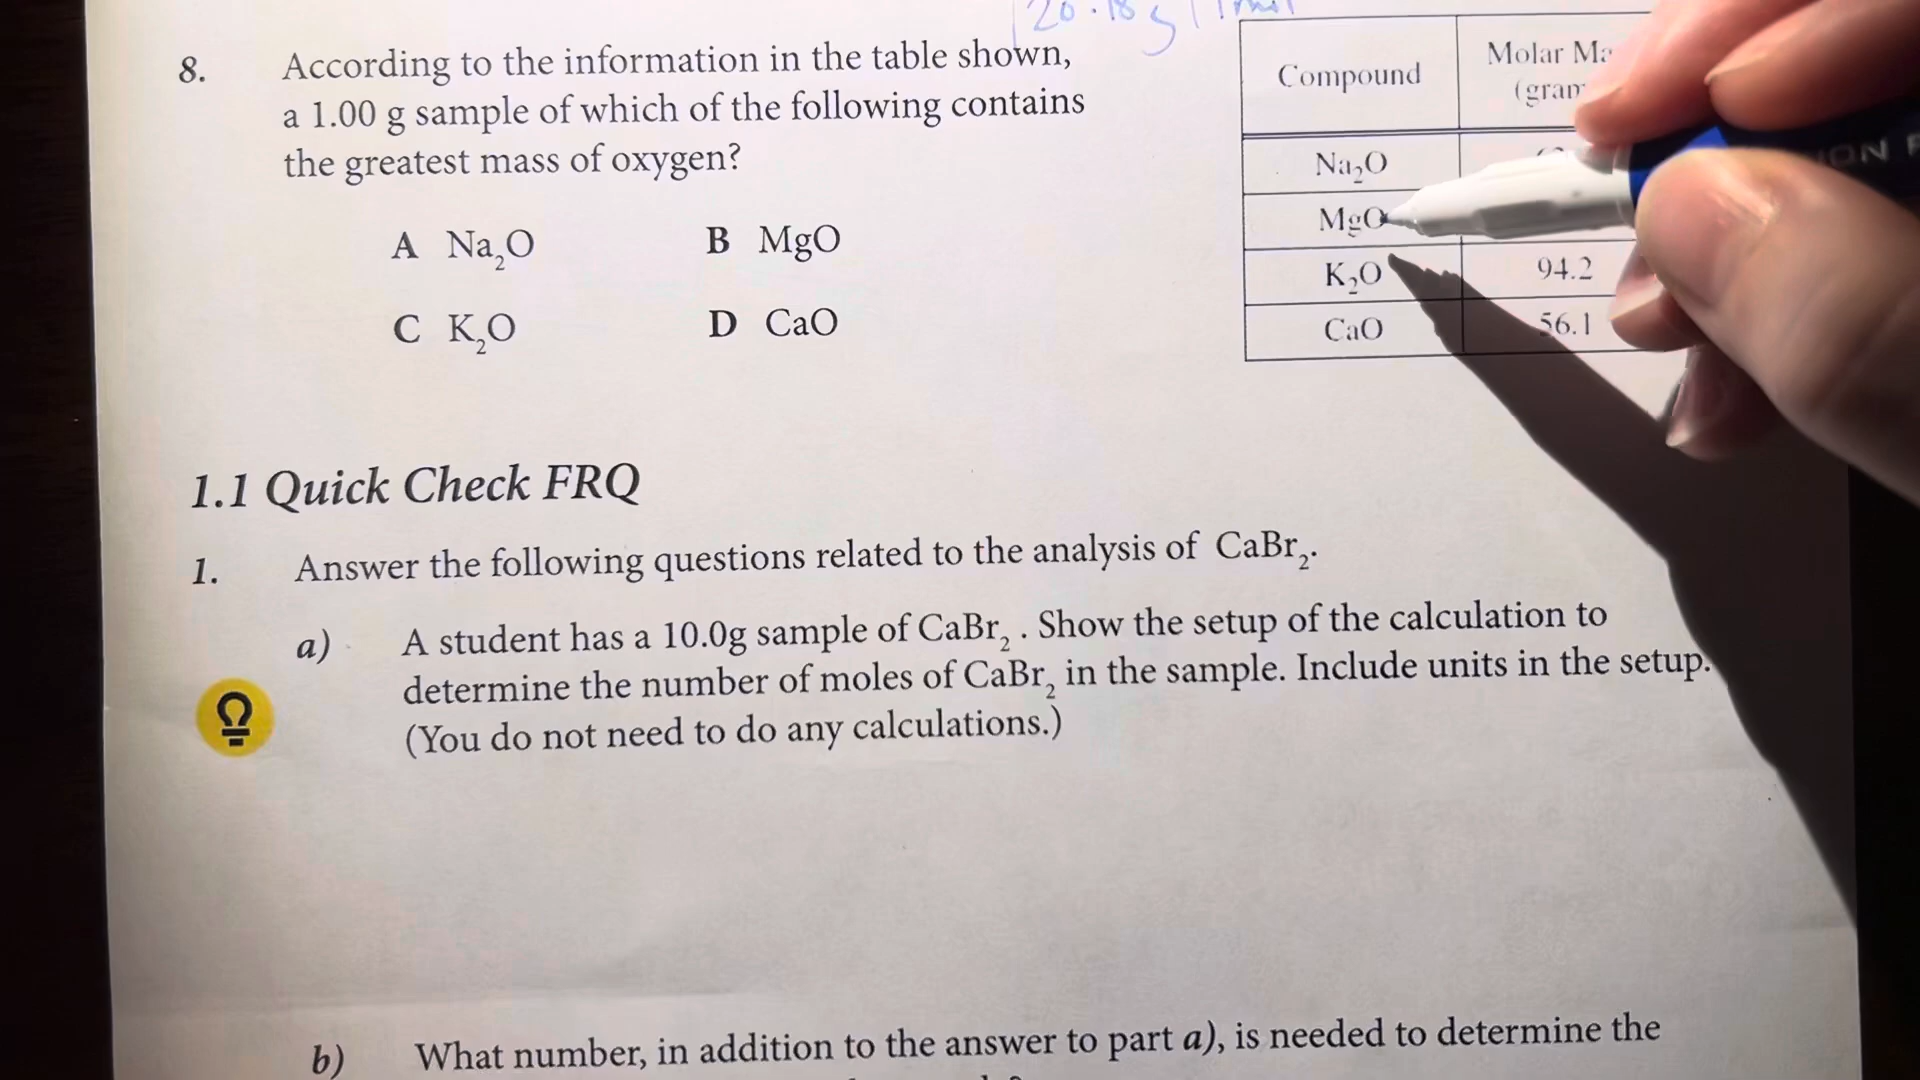 20.18 g | 1 mol
8. According to the information in the table shown,
a 1.00 g sample of which of the following contains
the greatest mass of oxygen?
A Na₂O B MgO
C K₂O D CaO
Compound Molar
Na₂O
MgO
K₂O 94.2
CaO 56.1
1.1 Quick Check FRQ
1. Answer the following questions related to the analysis of CaBr₂.
a) A student has a 10.0g sample of CaBr₂ . Show the setup of the calculation to
determine the number of moles of CaBr₂ in the sample. Include units in the setup.
(You do not need to do any calculations.)
b) What number, in addition to the answer to part a), is needed to determine the